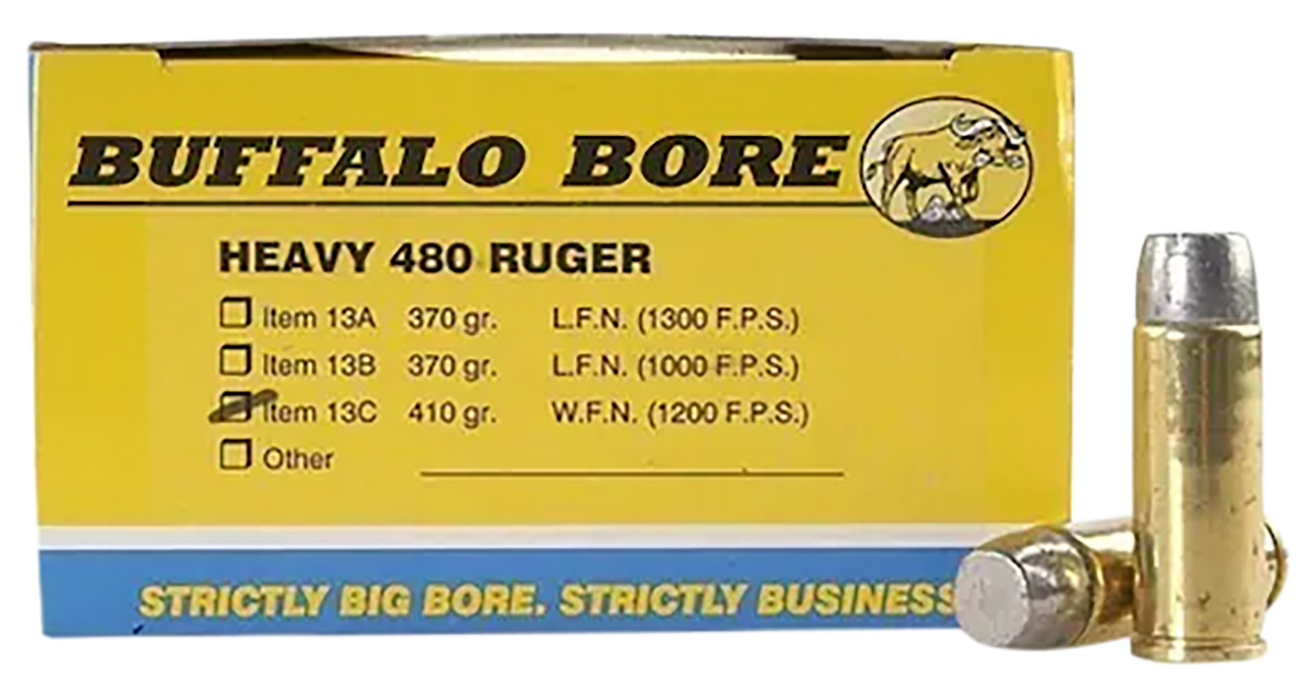 BUFFALO BORE
HEAVY 480 RUGER
Item 13A 370 gr. L.F.N. (1300 F.P.S.)
Item 13B 370 gr. L.F.N. (1000 F.P.S.)
Item 13C 410 gr. W.F.N. (1200 F.P.S.)
Other
STRICTLY BIG BORE. STRICTLY BUSINESS